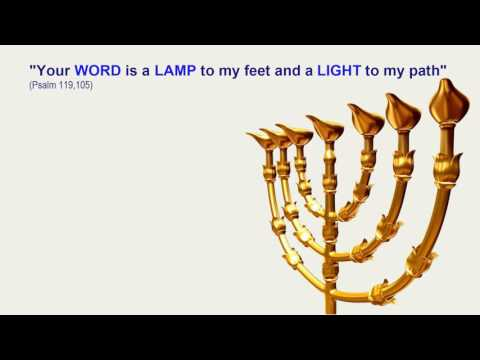 "Your WORD is a LAMP to my feet and a LIGHT to my path"
(Psalm 119,105)